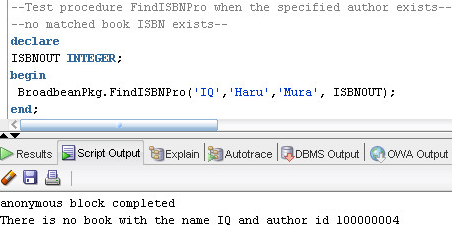 --Test procedure FindISBNPro when the specified author exists--
--no matched book ISBN exists--
declare
ISBNOUT INTEGER;
begin
BroadbeanPkg.FindISBNPro('IQ','Haru','Mura', ISBNOUT);
end;
Results Script Output Explain Autotrace DBMS Output OWA Output
anonymous block completed
There is no book with the name IQ and author id 100000004